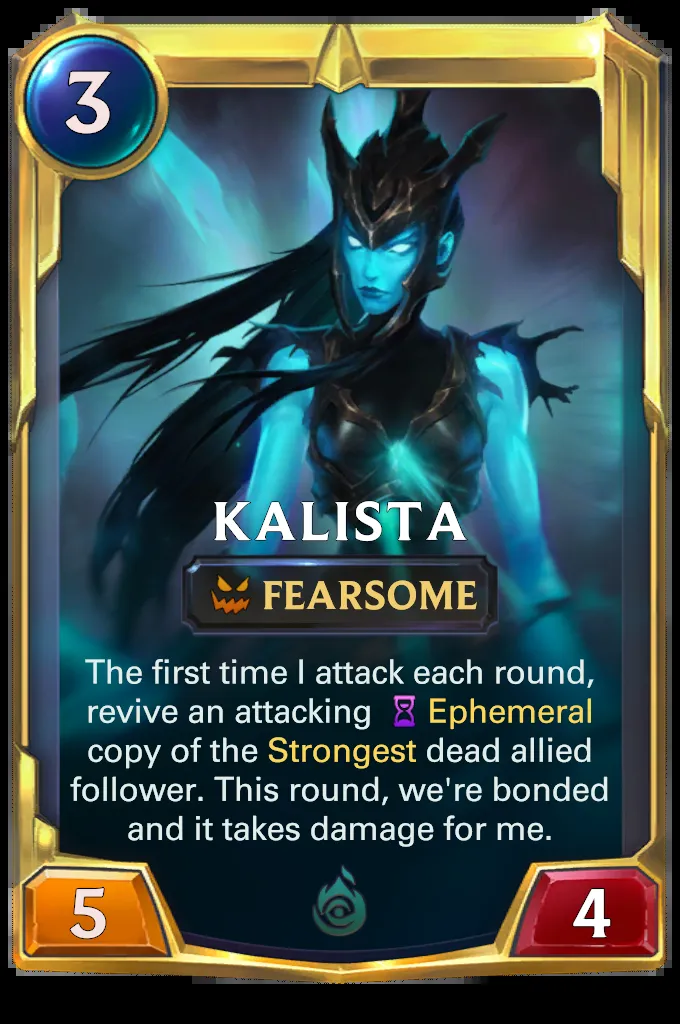 3
KALISTA
FEARSOME
The first time I attack each round,
revive an attacking Ephemeral
copy of the Strongest dead allied
follower. This round, we're bonded
and it takes damage for me.
5
4